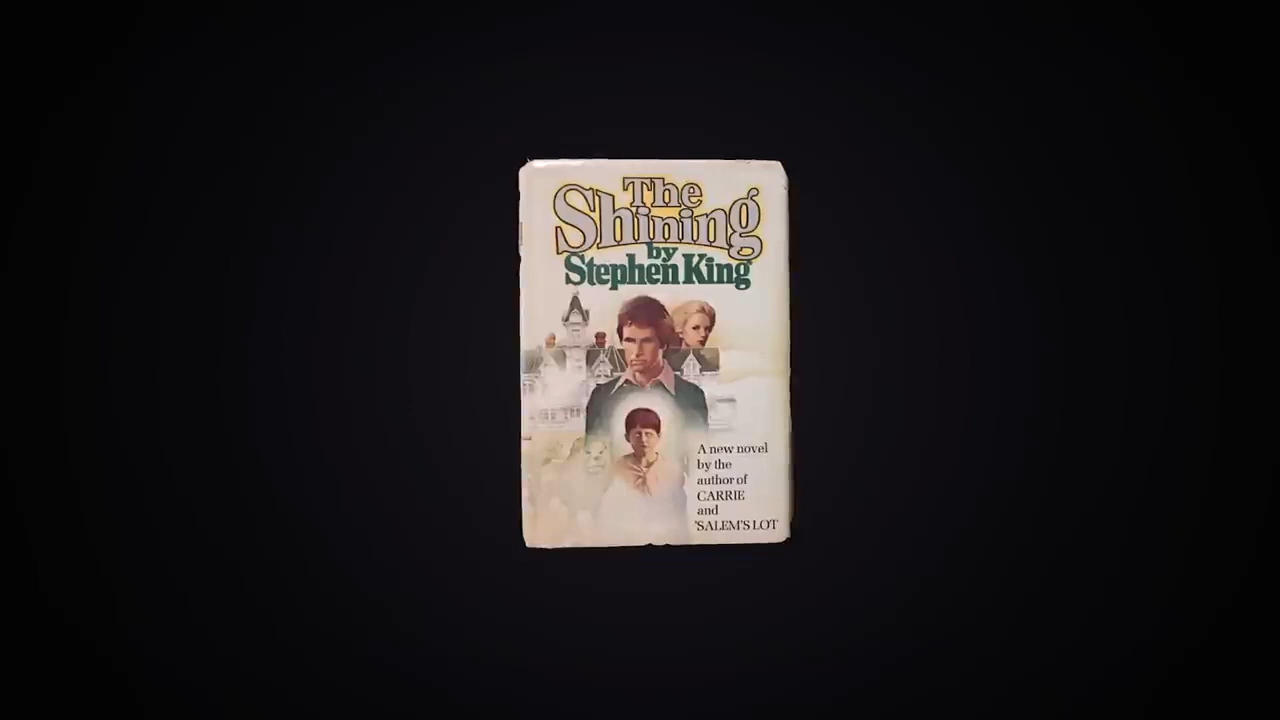 The
Shining
by
Stephen King
A new novel
by the
author of
CARRIE
and
'SALEM'S LOT